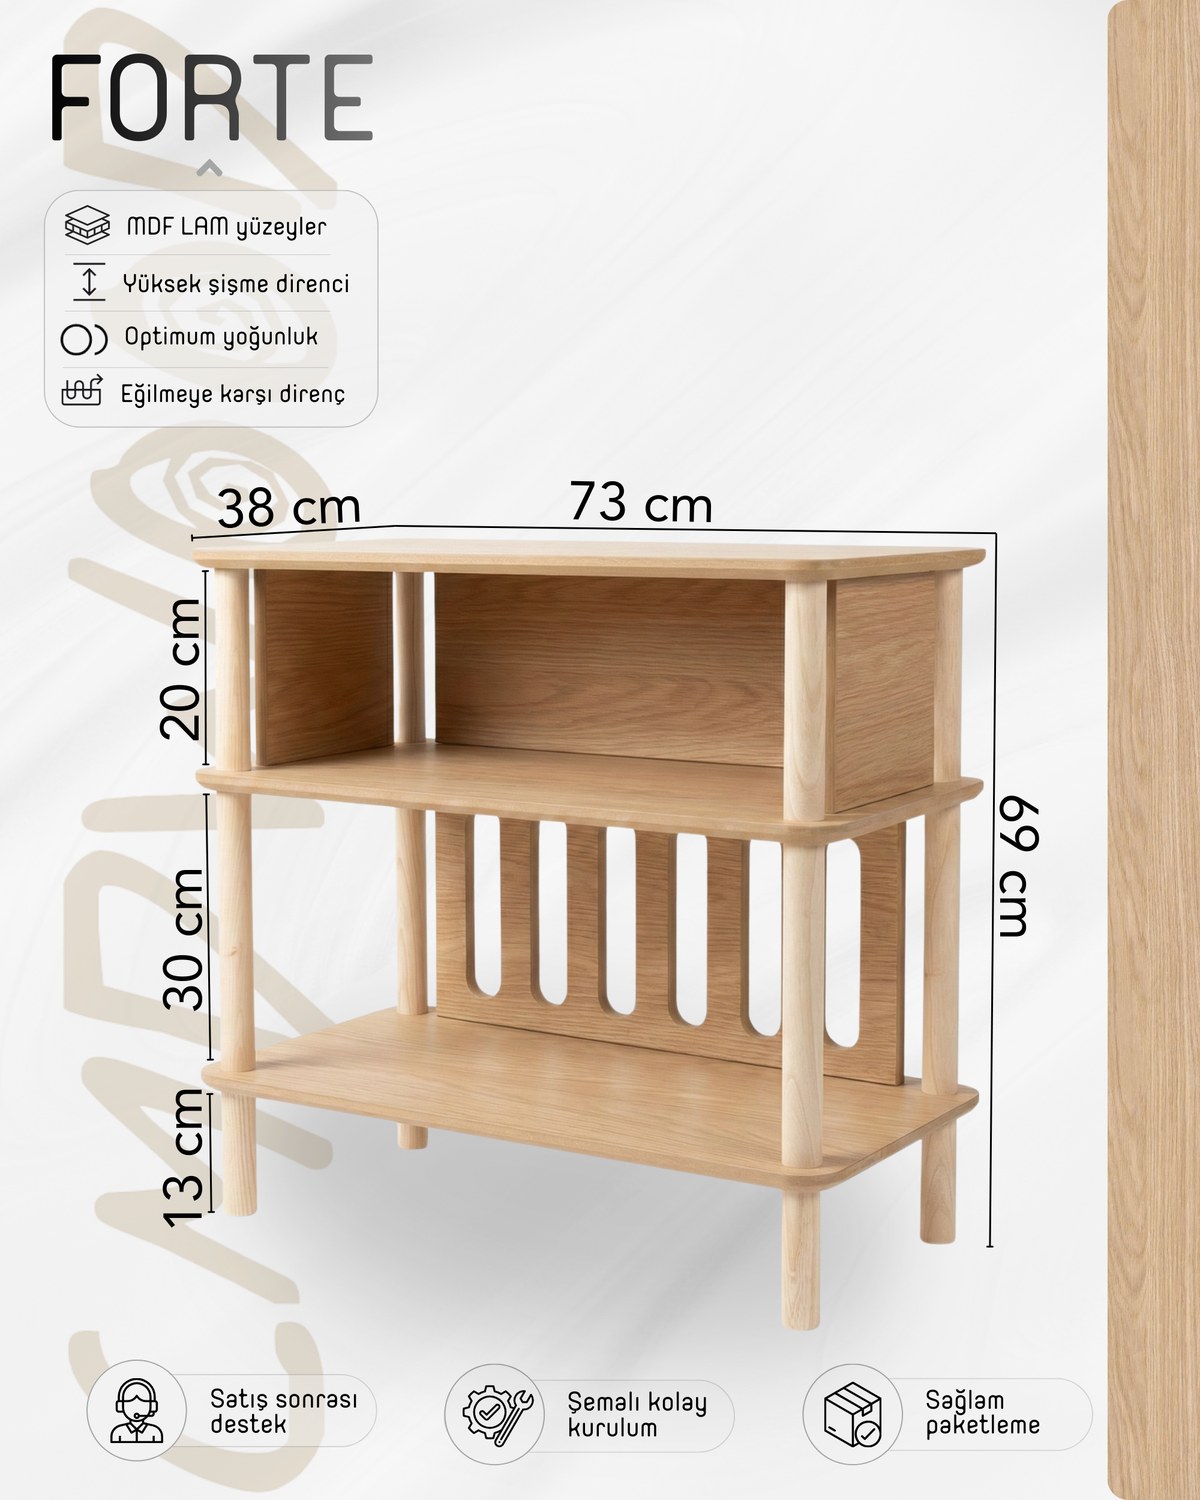 FORTE
MDF LAM yüzeyler
Yüksek şişme direnci
Optimum yoğunluk
Eğilmeye karşı direnç
38 cm
73 cm
20 cm
30 cm
69 cm
13 cm
Satış sonrası
destek
Şemalı kolay
kurulum
Sağlam
paketleme